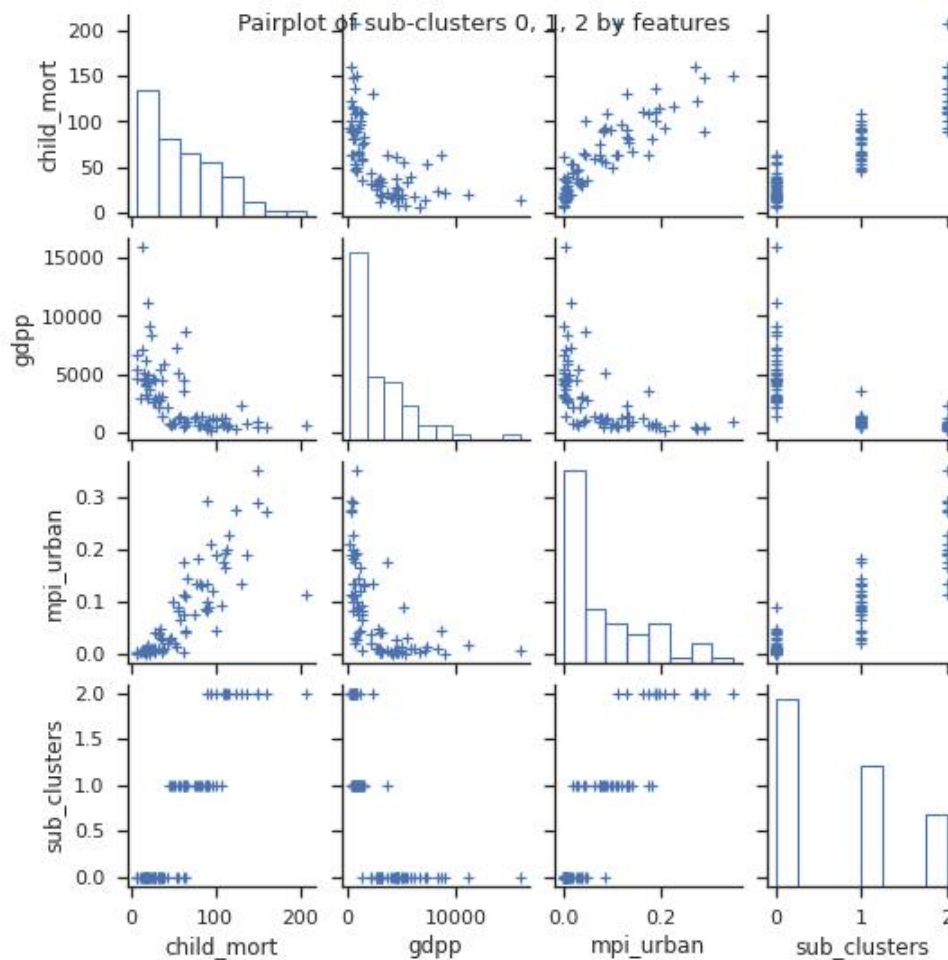 Pairplot of sub-clusters 0, 1, 2 by features
200
150
100
50
0
child_mort
15000
10000
5000
0
gdpp
0.3
0.2
0.1
0.0
mpi_urban
2.0
1.5
1.0
0.5
0.0
sub_clusters
0 100 200 0 10000 0.0 0.2 0 1 2
child_mort gdpp mpi_urban sub_clusters